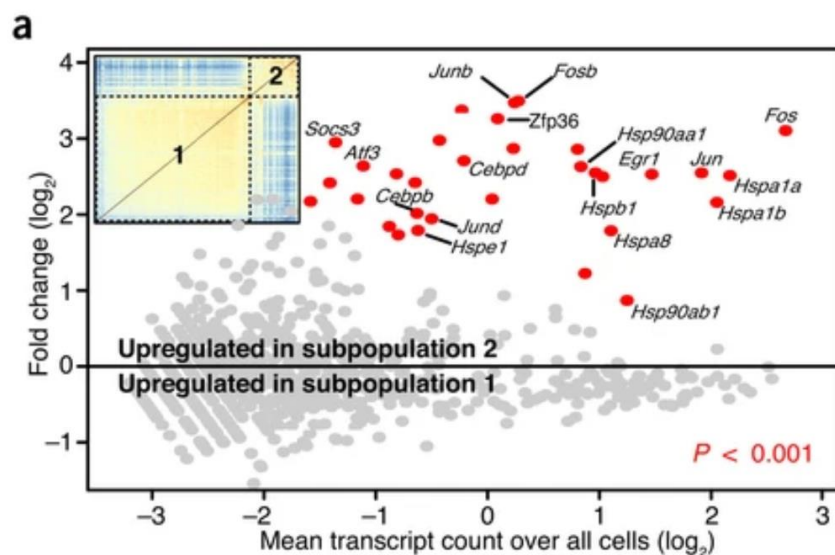 a
4
3
2
1
0
−1
Fold change (log2)
1
2
Junb
Fosb
Zfp36
Fos
Socs3
Atf3
Cebpd
Hsp90aa1
Egr1
Jun
Hspa1a
Hspa1b
Cebpb
Jund
Hspe1
Hspb1
Hspa8
Hsp90ab1
Upregulated in subpopulation 2
Upregulated in subpopulation 1
P < 0.001
−3 −2 −1 0 1 2 3
Mean transcript count over all cells (log2)